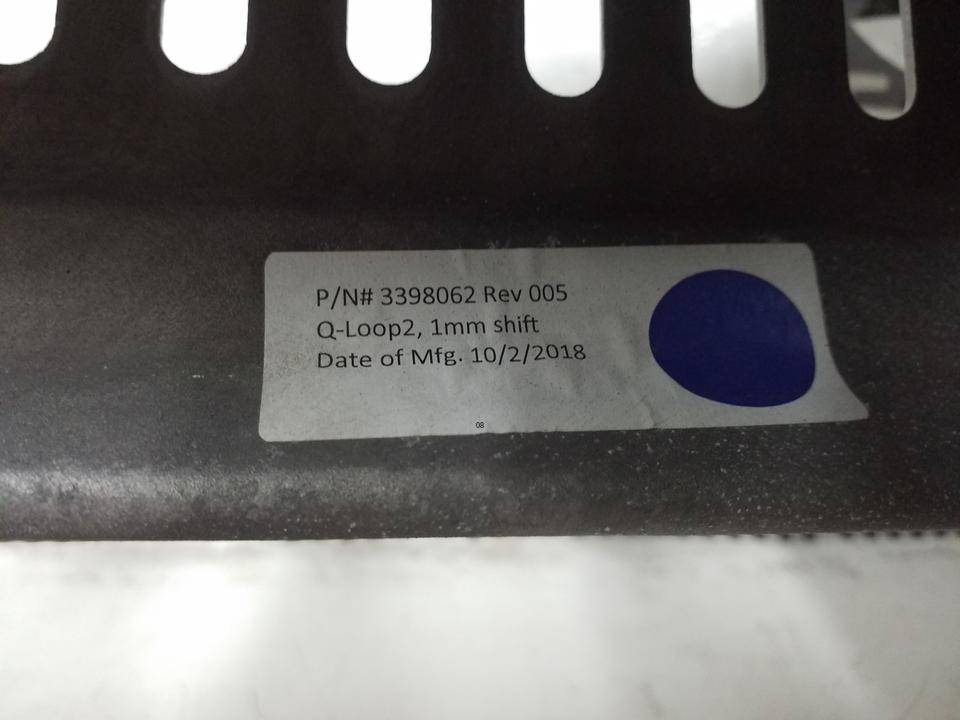 P/N# 3398062 Rev 005
Q-Loop2, 1mm shift
Date of Mfg. 10/2/2018
08